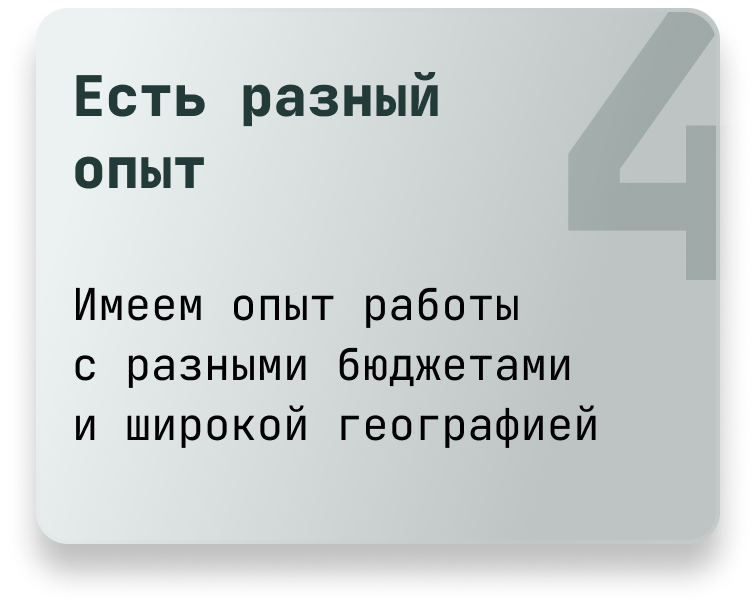 4
Есть разный
опыт
Имеем опыт работы
с разными бюджетами
и широкой географией